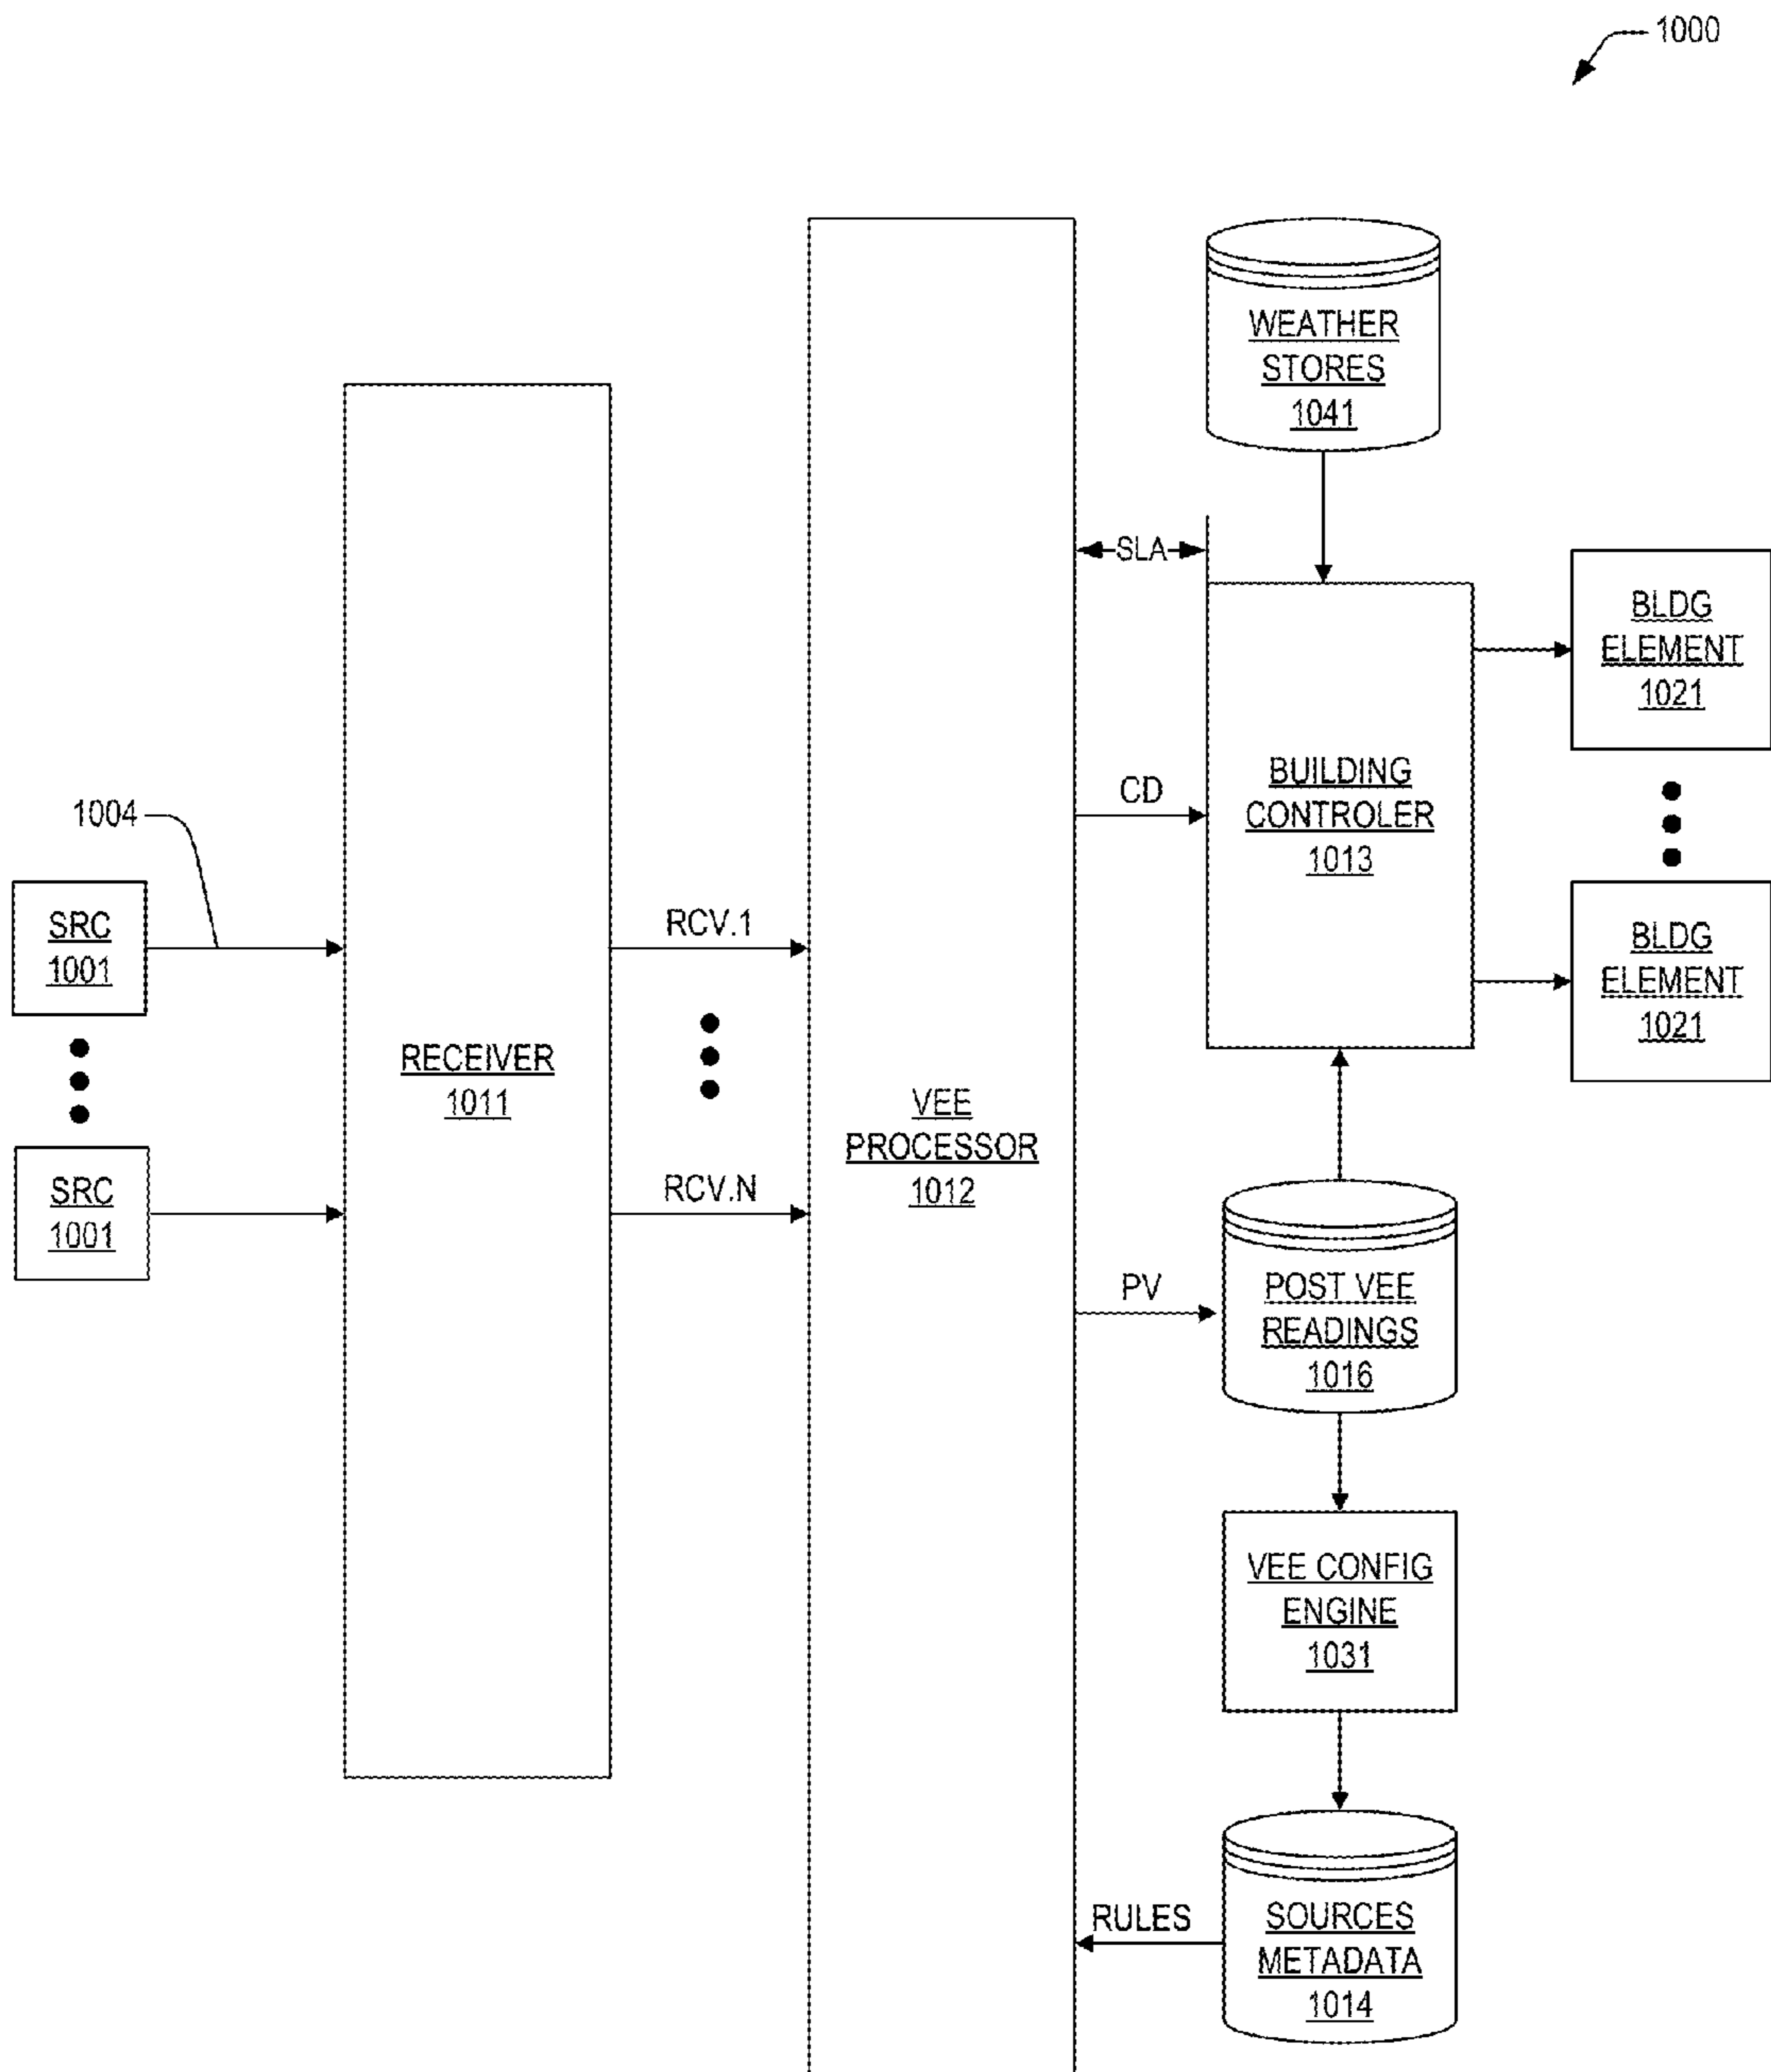 1000
WEATHER
STORES
1041
SLA
BLDG
ELEMENT
1021
CD
BUILDING
CONTROLER
1013
1004
SRC
1001
RCV.1
BLDG
ELEMENT
1021
RECEIVER
1011
VEE
PROCESSOR
1012
SRC
1001
RCV.N
PV
POST VEE
READINGS
1016
VEE CONFIG
ENGINE
1031
RULES
SOURCES
METADATA
1014